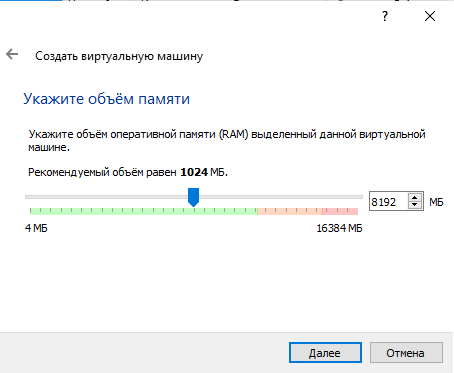 ?
Создать виртуальную машину
Укажите объём памяти
Укажите объём оперативной памяти (RAM) выделенный данной виртуальной
машине.
Рекомендуемый объём равен 1024 МБ.
8192 МБ
4 МБ 16384 МБ
Далее Отмена